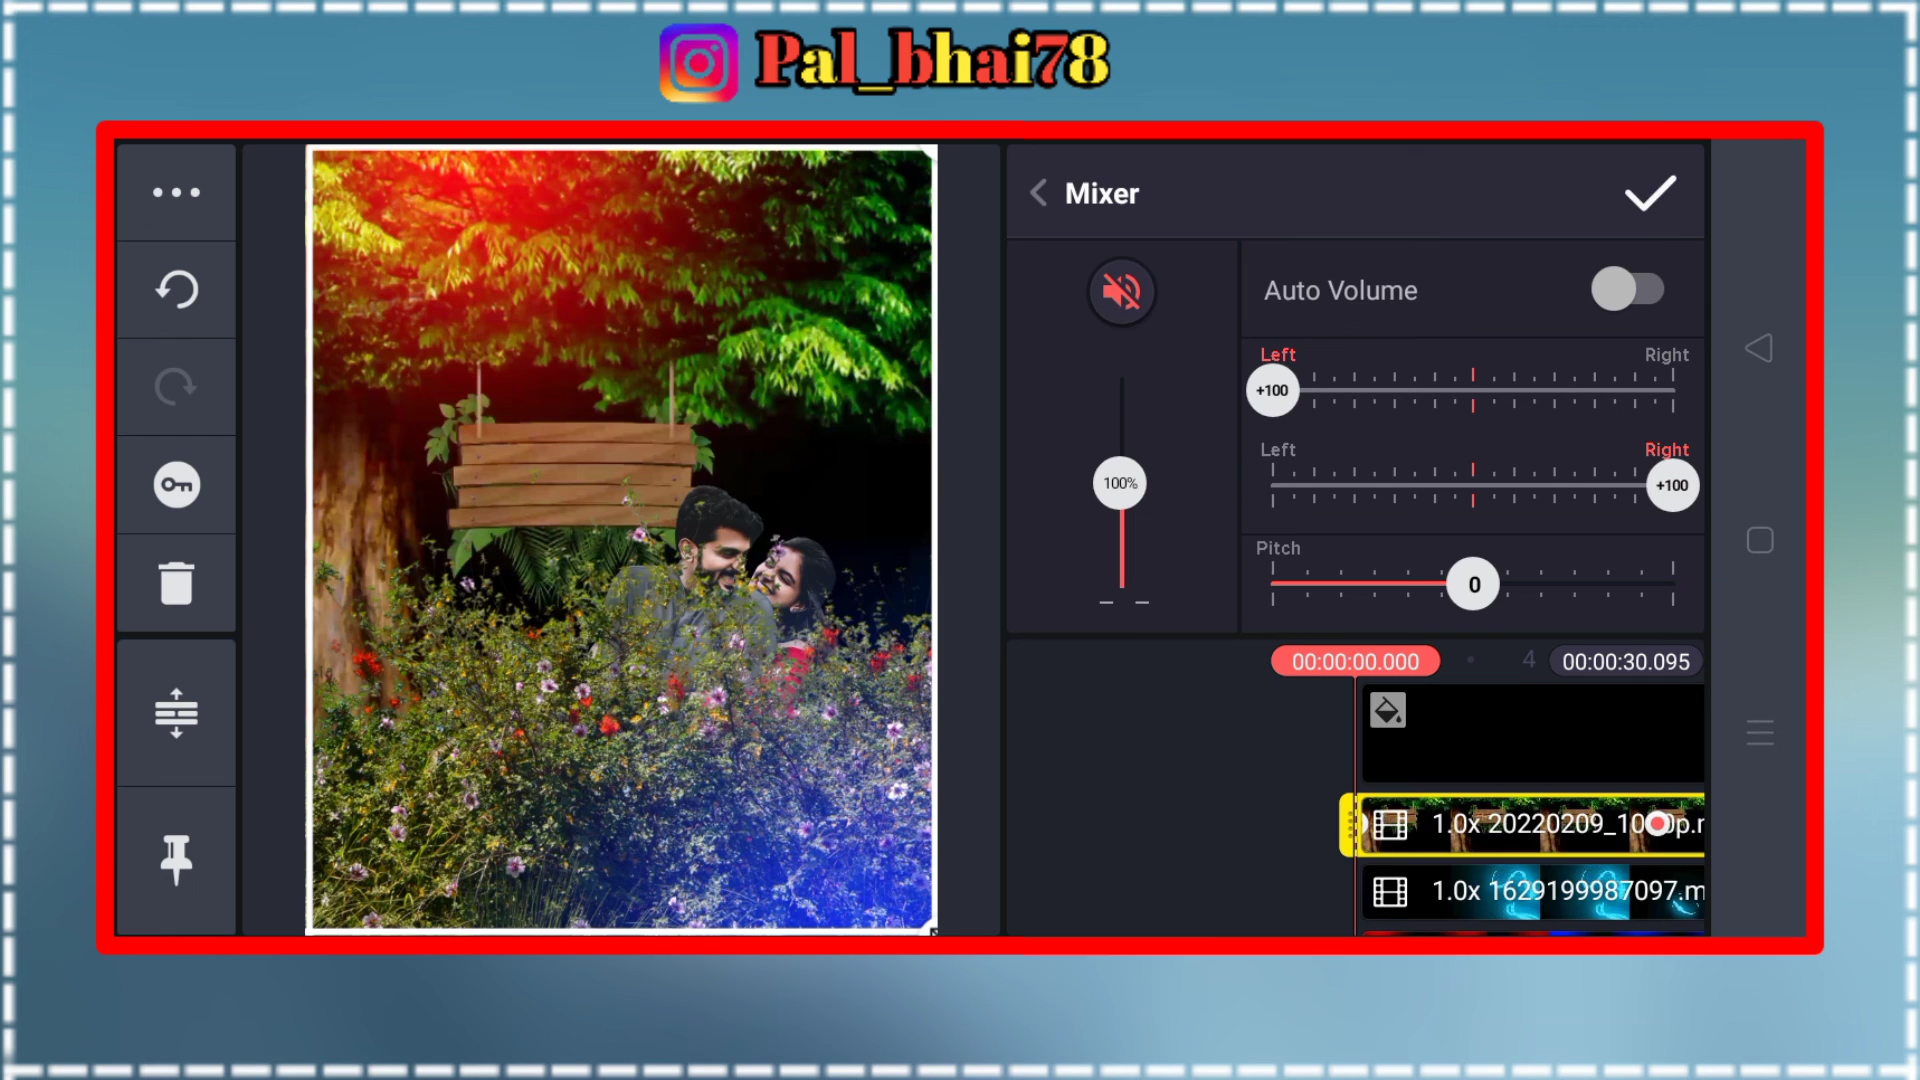 Pal_bhai78
Mixer
Auto Volume
Left Right
+100
Left Right
100% +100
Pitch
0
00:00:00.000 4 00:00:30.095
1.0x 20220209_10
p.
1.0x 1629199987097.m